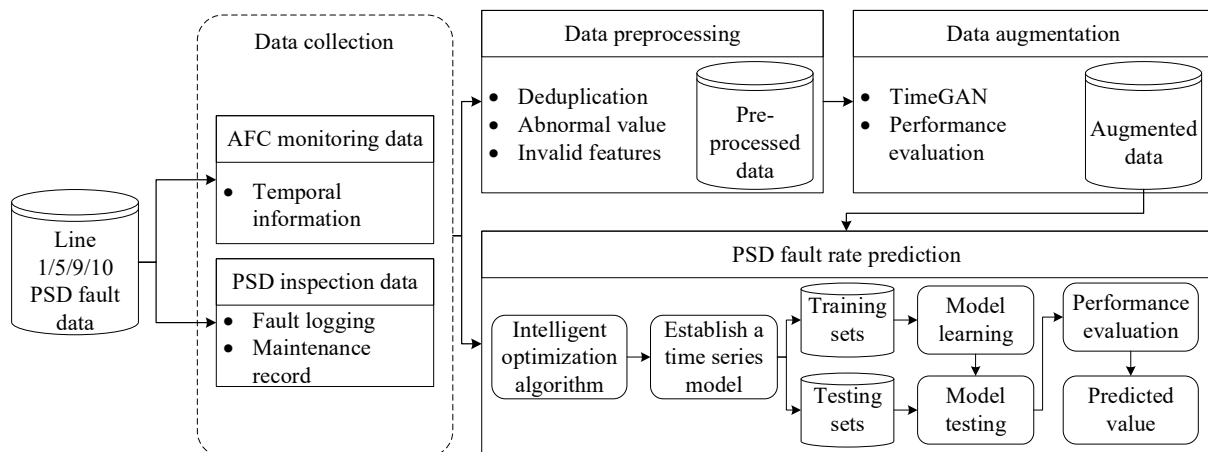 Line
1/5/9/10
PSD fault
data
Data collection
AFC monitoring data
• Temporal
information
PSD inspection data
• Fault logging
• Maintenance
record
Data preprocessing
• Deduplication
• Abnormal value
• Invalid features
Pre-
processed
data
Data augmentation
• TimeGAN
• Performance
evaluation
Augmented
data
PSD fault rate prediction
Intelligent
optimization
algorithm
Establish a
time series
model
Training
sets
Testing
sets
Model
learning
Model
testing
Performance
evaluation
Predicted
value